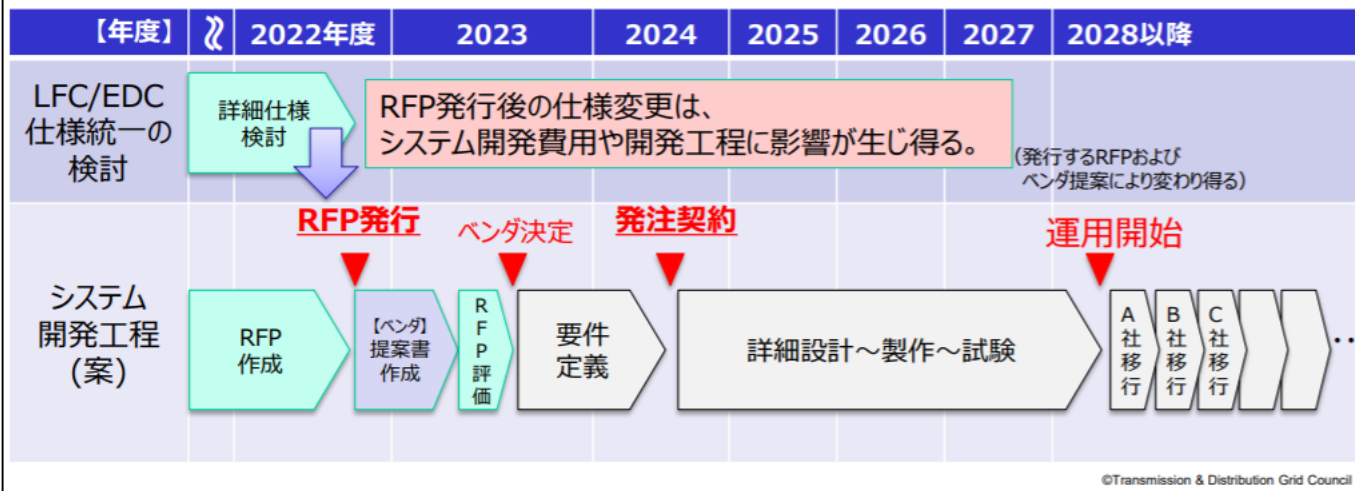 【年度】 2022年度 2023 2024 2025 2026 2027 2028以降
LFC/EDC
仕様統一の
検討
詳細仕様
検討
RFP発行後の仕様変更は、
システム開発費用や開発工程に影響が生じ得る。
(発行するRFPおよび
ベンダ提案により変わり得る)
RFP発行
ベンダ決定
発注契約
運用開始
システム
開発工程
(案)
RFP
作成
【ベンダ】
提案書
作成
RFP評価
要件
定義
詳細設計～製作～試験
A社移行
B社移行
C社移行
‥
©Transmission & Distribution Grid Council